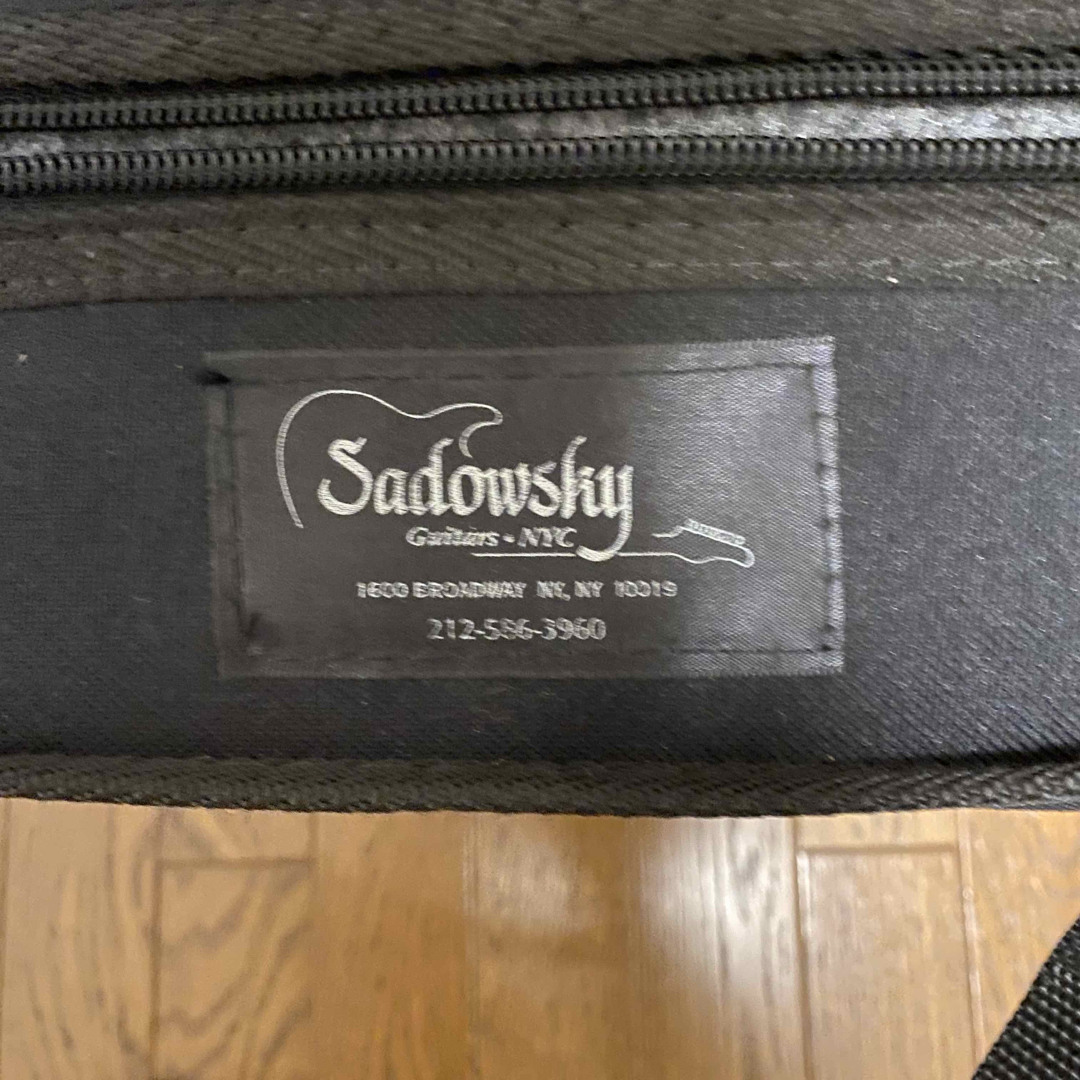 Sadowsky
Guitars - NYC
1600 BROADWAY NY, NY 10019
212-586-3960